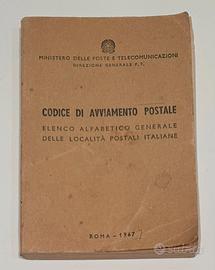 MINISTERO DELLE POSTE E TELECOMUNICAZIONI
DIREZIONE GENERALE P.T.
CODICE DI AVVIAMENTO POSTALE
ELENCO ALFABETICO GENERALE
DELLE LOCALITÀ POSTALI ITALIANE
ROMA - 1967
subito